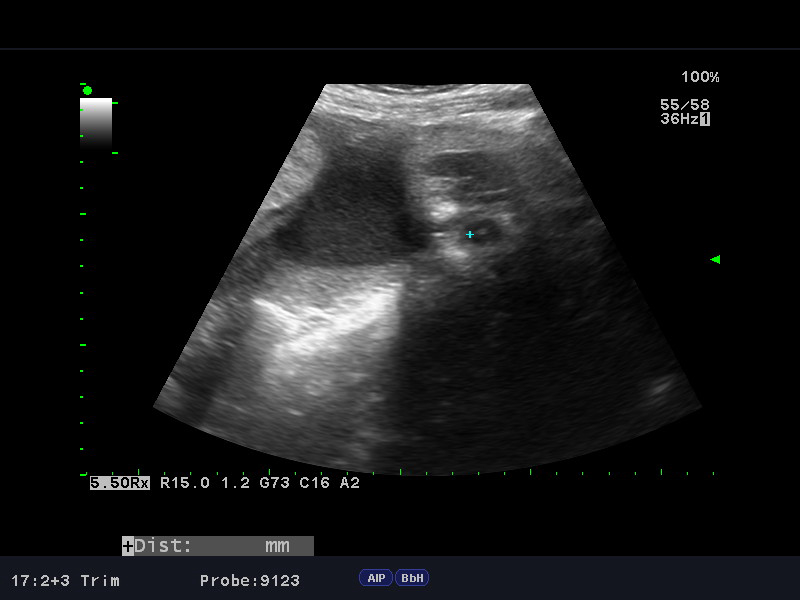 100%
55/58
36Hz1
5.50Rx R15.0 1.2 G73 C16 A2
+Dist: mm
17:2+3 Trim Probe:9123 AIP BbH